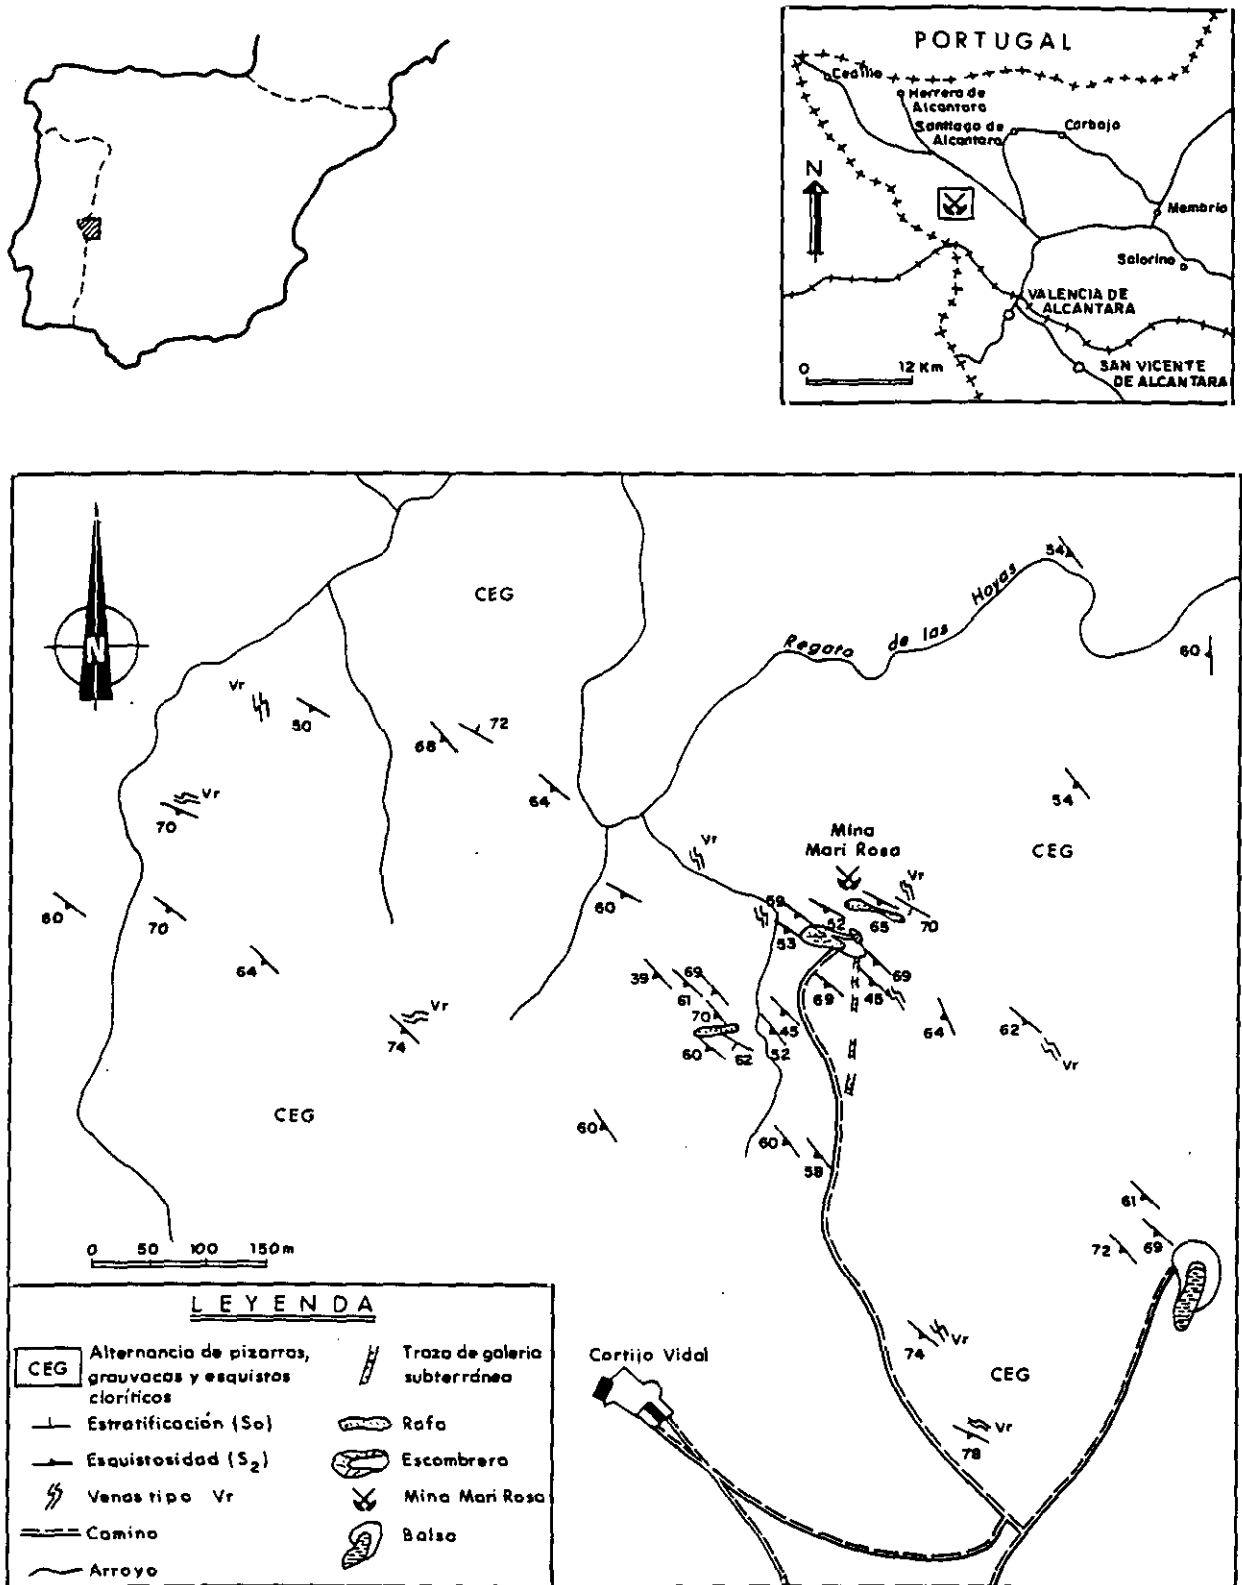 PORTUGAL
Cedillo
Herrera de
Alcantara
Santiago de
Alcantara
Carbajo
N
Membrio
Salorino
VALENCIA DE
ALCANTARA
SAN VICENTE
DE ALCANTARA
0 12 Km
N
CEG
54
Regato de las Hoyas
60
Vr
50
68
72
64
54
Vr
70
Mina
Mari Rosa
CEG
Vr
Vr
60
70
60
69
52
65
70
53
64
39
69
61
70
69
45
69
Vr
74
60
62
45
52
64
62
Vr
CEG
60
60
58
61
72
69
0 50 100 150m
74
Vr
CEG
Vr
78
Cortijo Vidal
LEYENDA
CEG
Alternancia de pizarras,
grauvacas y esquistos
cloríticos
Estratificación (So)
Esquistosidad (S2)
Venas tipo Vr
Camino
Arroyo
Traza de galeria
subterránea
Rafa
Escombrera
Mina Mari Rosa
Balsa